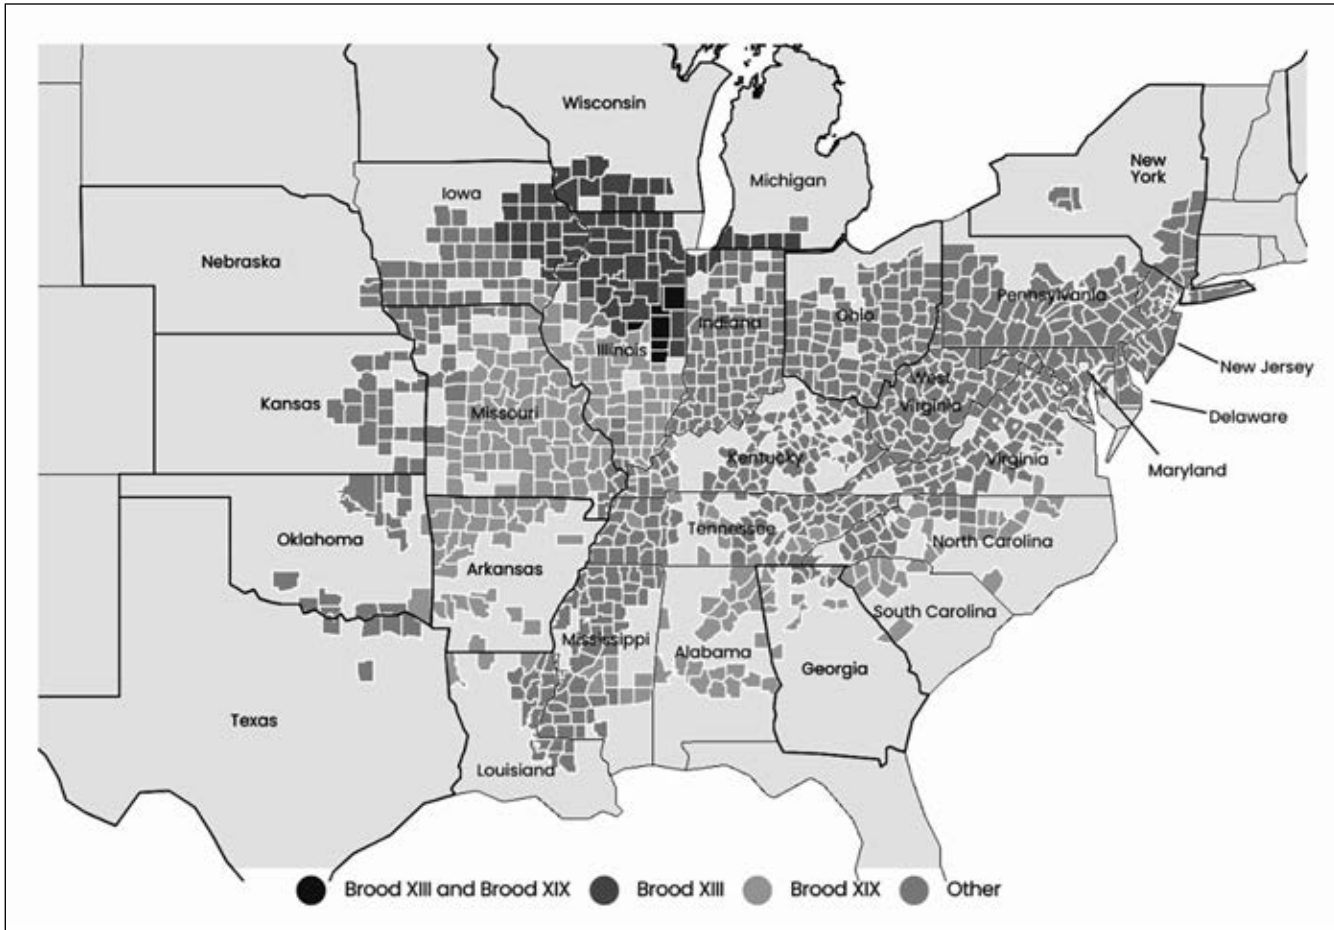 Wisconsin
Michigan
New
York
Iowa
Nebraska
Pennsylvania
Ohio
Indiana
Illinois
New Jersey
West
Virginia
Kansas
Missouri
Delaware
Kentucky
Virginia
Maryland
Oklahoma
Tennessee
North Carolina
Arkansas
South Carolina
Mississippi
Alabama
Georgia
Texas
Louisiana
Brood XIII and Brood XIX
Brood XIII
Brood XIX
Other